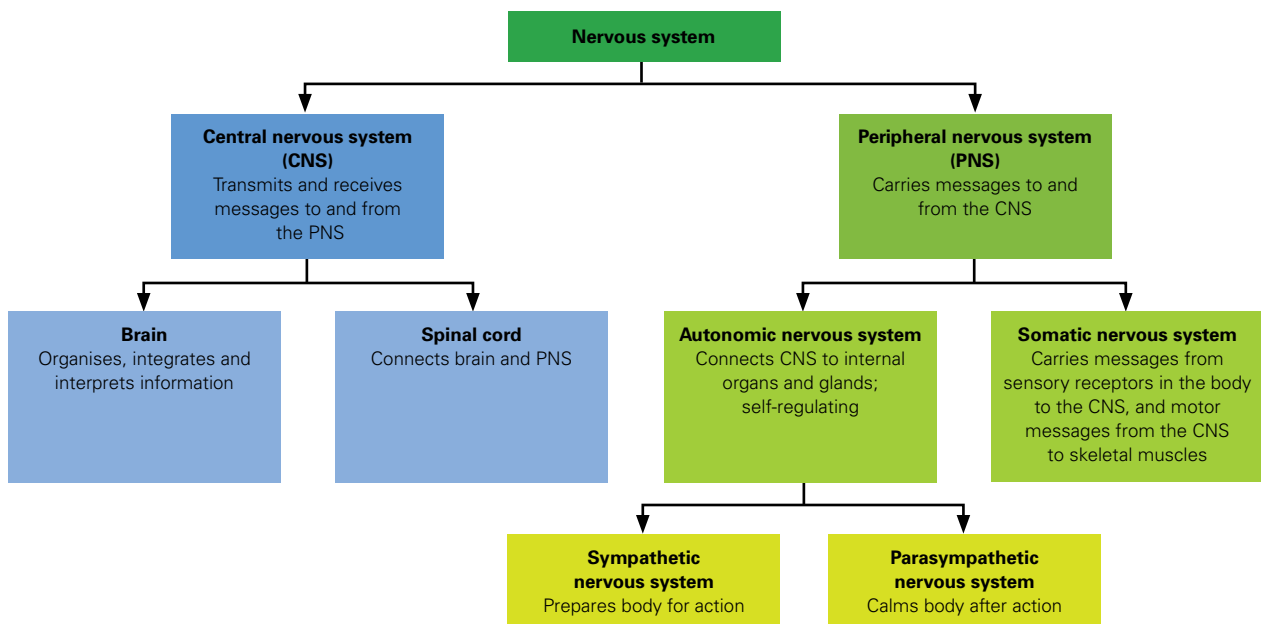 Nervous system
Central nervous system
(CNS)
Transmits and receives
messages to and from
the PNS
Peripheral nervous system
(PNS)
Carries messages to and
from the CNS
Brain
Organises, integrates and
interprets information
Spinal cord
Connects brain and PNS
Autonomic nervous system
Connects CNS to internal
organs and glands;
self-regulating
Somatic nervous system
Carries messages from
sensory receptors in the body
to the CNS, and motor
messages from the CNS
to skeletal muscles
Sympathetic
nervous system
Prepares body for action
Parasympathetic
nervous system
Calms body after action